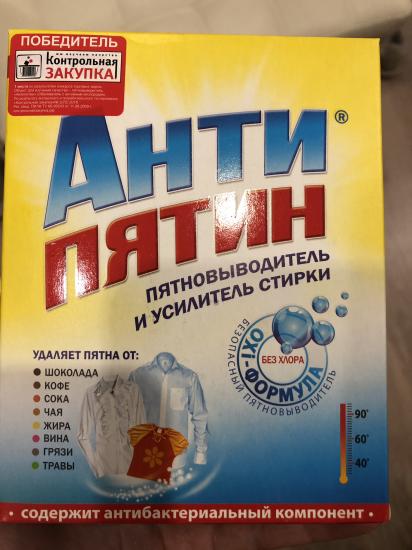 ПОБЕДИТЕЛЬ
Контрольная
ЗАКУПКА!
АНТИ®
ПЯТИН
ПЯТНОВЫВОДИТЕЛЬ
И УСИЛИТЕЛЬ СТИРКИ
БЕЗОПАСНЫЙ ПЯТНОВЫВОДИТЕЛЬ
БЕЗ ХЛОРА
OXI-ФОРМУЛА
УДАЛЯЕТ ПЯТНА ОТ:
ШОКОЛАДА
КОФЕ
СОКА
ЧАЯ
ЖИРА
ВИНА
ГРЯЗИ
ТРАВЫ
90°
60°
40°
• содержит антибактериальный компонент •